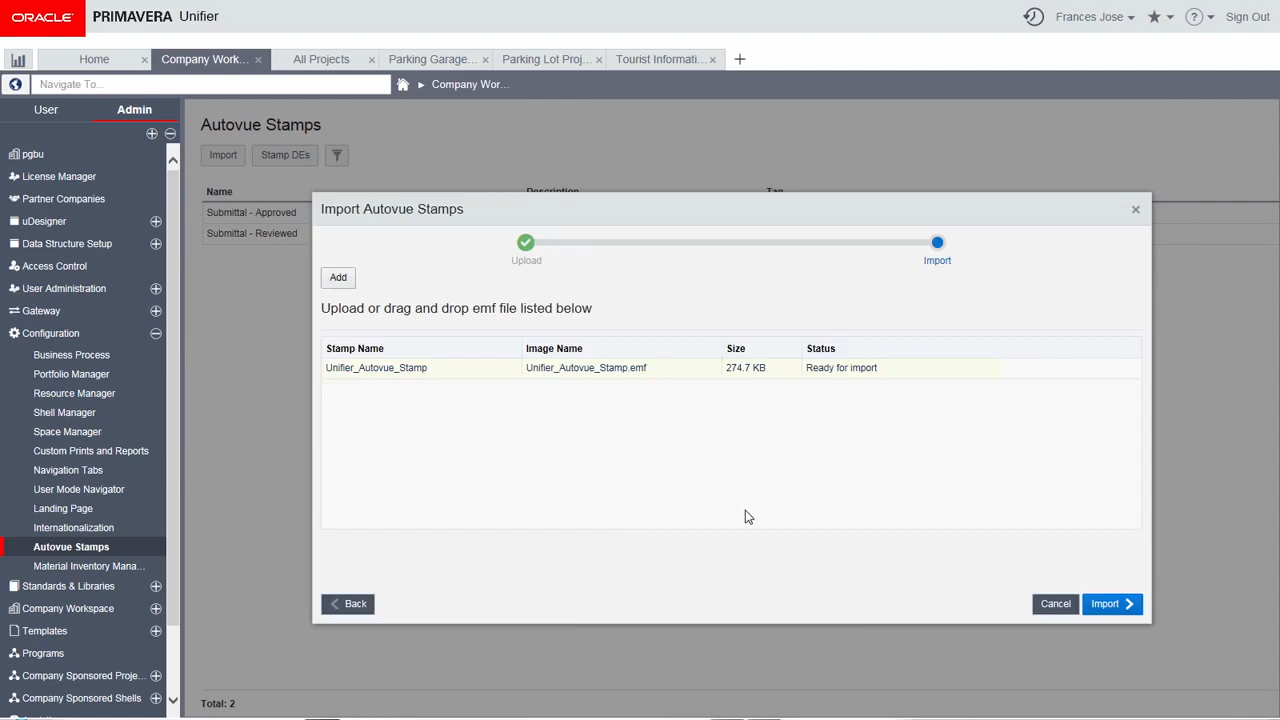 ORACLE PRIMAVERA Unifier
Frances Jose
Sign Out
Home
Company Work...
All Projects
Parking Garage...
Parking Lot Proj...
Tourist Informati...
Navigate To...
Company Wor...
User
Admin
pgbu
License Manager
Partner Companies
uDesigner
Data Structure Setup
Access Control
User Administration
Gateway
Configuration
Business Process
Portfolio Manager
Resource Manager
Shell Manager
Space Manager
Custom Prints and Reports
Navigation Tabs
User Mode Navigator
Landing Page
Internationalization
Autovue Stamps
Material Inventory Mana...
Standards & Libraries
Company Workspace
Templates
Programs
Company Sponsored Proje...
Company Sponsored Shells
Autovue Stamps
Import
Stamp DEs
Name
Description
Tag
Submittal - Approved
Submittal - Reviewed
Import Autovue Stamps
Upload
Import
Add
Upload or drag and drop emf file listed below
Stamp Name Image Name Size Status
Unifier_Autovue_Stamp Unifier_Autovue_Stamp.emf 274.7 KB Ready for import
Back
Cancel
Import
Total: 2